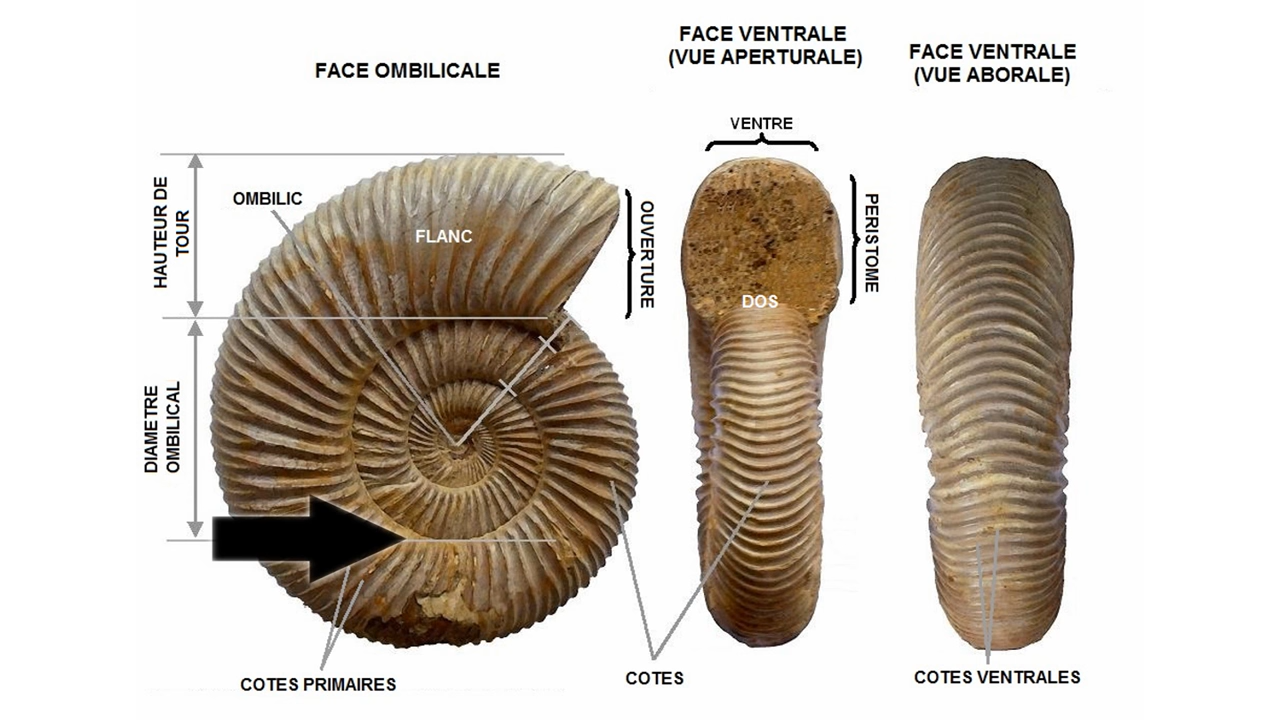 FACE OMBILICALE
FACE VENTRALE
(VUE APERTURALE)
FACE VENTRALE
(VUE ABORALE)
VENTRE
HAUTEUR DE
TOUR
OMBILIC
FLANC
OUVERTURE
PERISTOME
DOS
DIAMETRE
OMBILICAL
COTES PRIMAIRES
COTES
COTES VENTRALES